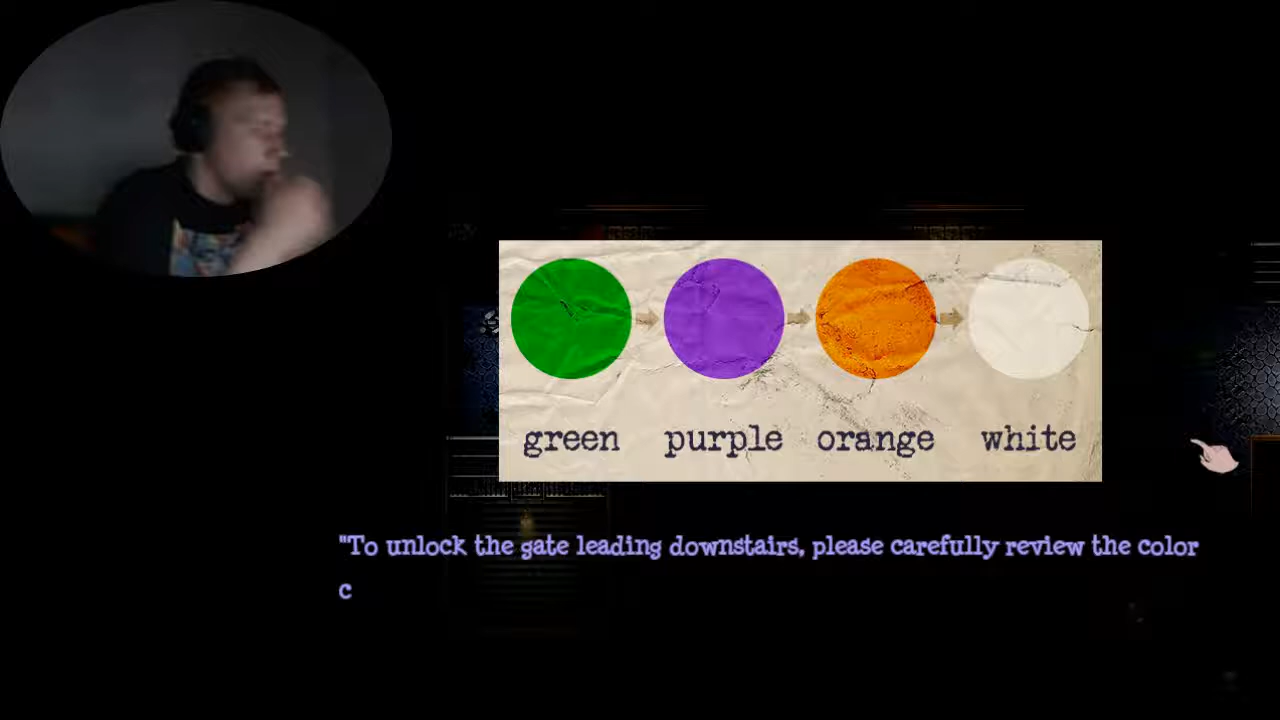 green purple orange white
"To unlock the gate leading downstairs, please carefully review the color
c